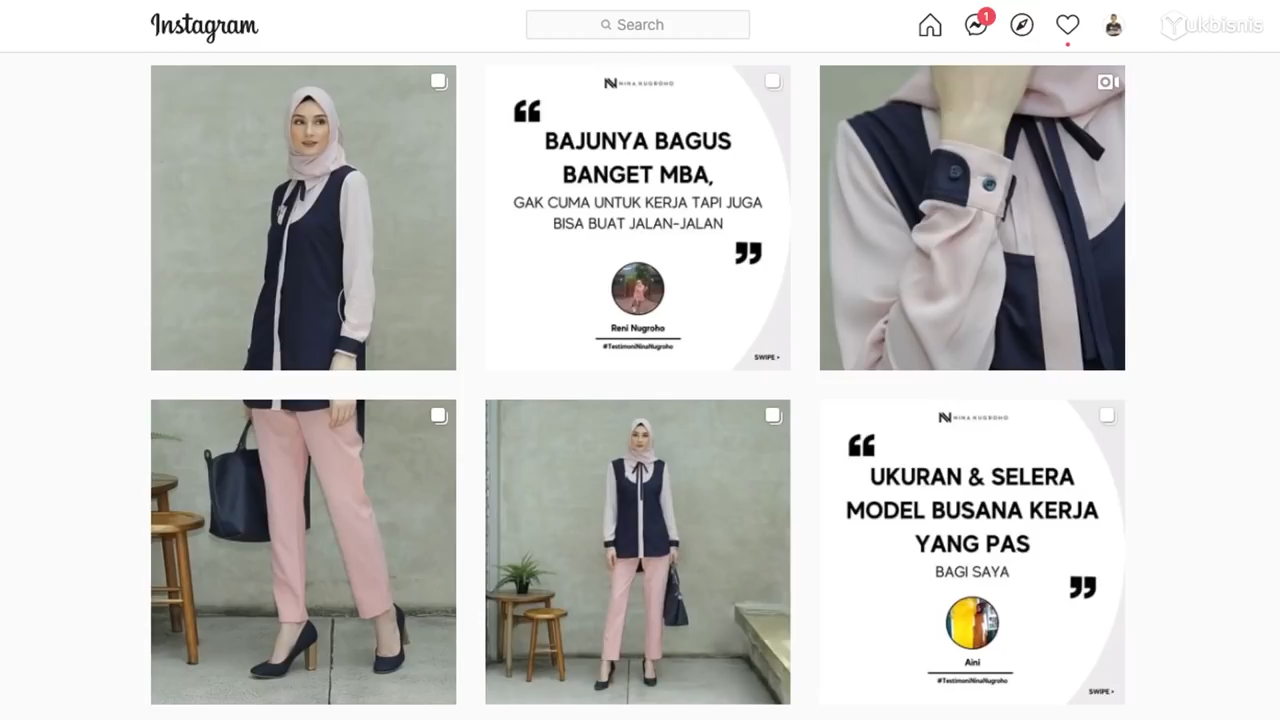 Instagram
Search
1
Yukbisnis
NINA NUGROHO
“
BAJUNYA BAGUS
BANGET MBA,
GAK CUMA UNTUK KERJA TAPI JUGA
BISA BUAT JALAN-JALAN
”
Reni Nugroho
#TestimoniNinaNugroho
SWIPE
NINA NUGROHO
“
UKURAN & SELERA
MODEL BUSANA KERJA
YANG PAS
BAGI SAYA
”
Aini
#TestimoniNinaNugroho
SWIPE